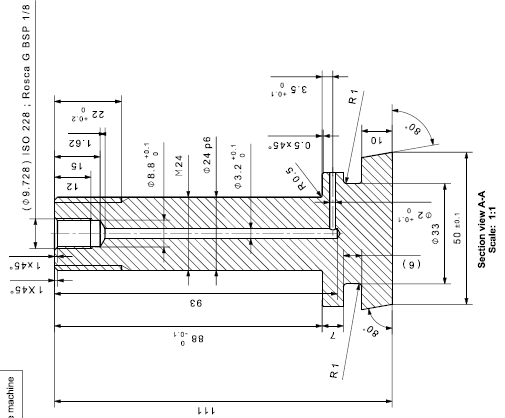 (Φ9.728) ISO 228 ; Rosca G BSP 1/8
22 +0.2 0
1.62
15
12
Φ8.8 +0.1 0
M24
Φ24 p6
Φ3.2 +0.1 0
0.5x45°
3.5 +0.1 0
R0.5
R1
10
80°
Φ2 +0.1 0
Φ33
50 ±0.1
(6)
1x45°
1X45°
93
88 0 -0.1
7
R1
80°
111
Section view A-A
Scale: 1:1
machine